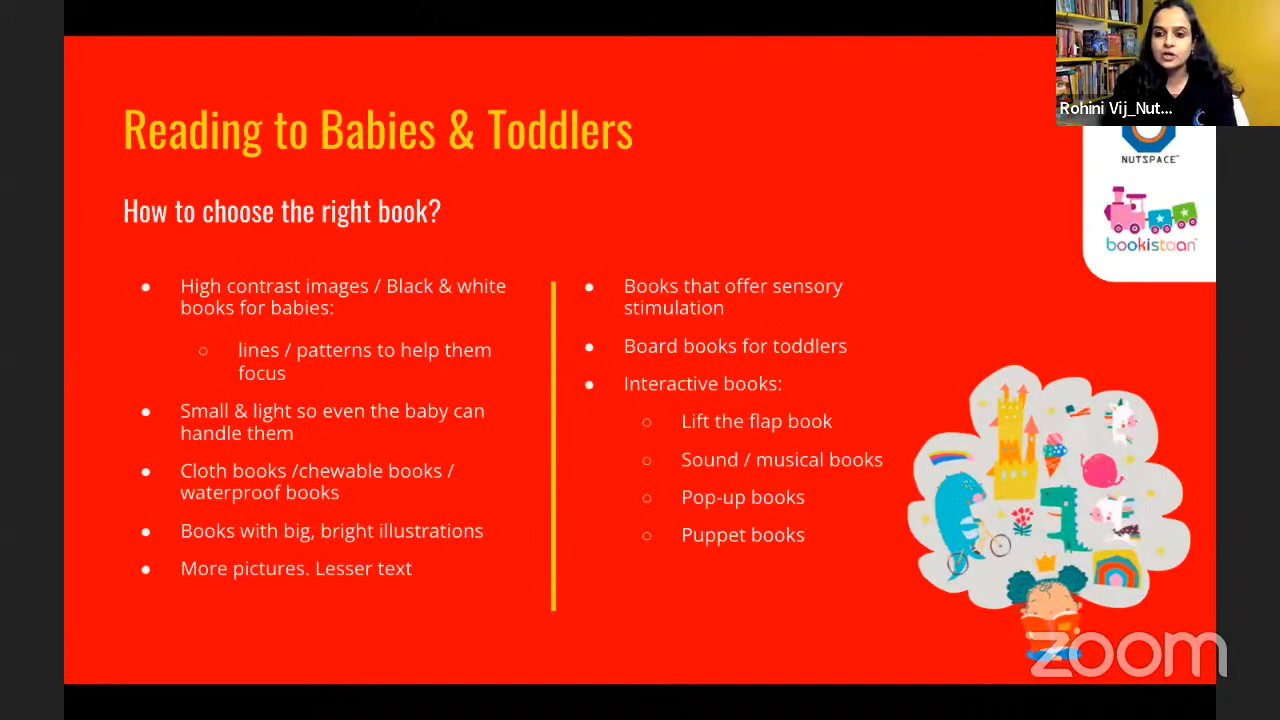 Reading to Babies & Toddlers
How to choose the right book?
● High contrast images / Black & white
books for babies:
○ lines / patterns to help them
focus
● Small & light so even the baby can
handle them
● Cloth books /chewable books /
waterproof books
● Books with big, bright illustrations
● More pictures. Lesser text
● Books that offer sensory
stimulation
● Board books for toddlers
● Interactive books:
○ Lift the flap book
○ Sound / musical books
○ Pop-up books
○ Puppet books
Rohini Vij_Nut...
NUTSPACE™
bookistaan™
zoom